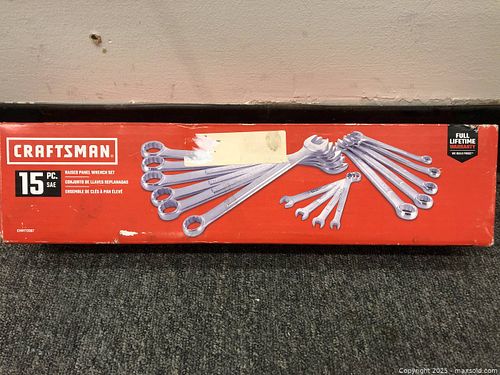 CRAFTSMAN
15 PC.
SAE
RAISED PANEL WRENCH SET
CONJUNTO DE LLAVES REALZADAS
ENSEMBLE DE CLÉS À PAN ÉLEVÉ
FULL
LIFETIME
WARRANTY
Copyright 2025 - maxsold.com